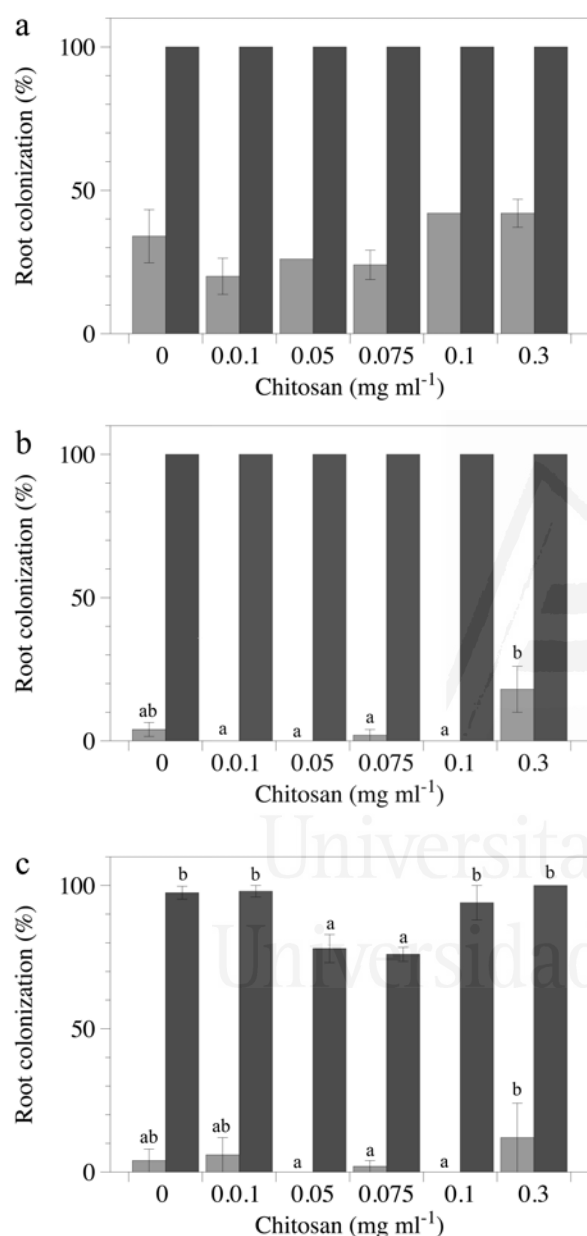 a
Root colonization (%)
100
50
0
0 0.0.1 0.05 0.075 0.1 0.3
Chitosan (mg ml-1)
b
Root colonization (%)
100
50
0
ab a a a a b
0 0.0.1 0.05 0.075 0.1 0.3
Chitosan (mg ml-1)
Universita
Universidad
c
Root colonization (%)
100
50
0
b b a a b b
ab ab a a a b
0 0.0.1 0.05 0.075 0.1 0.3
Chitosan (mg ml-1)